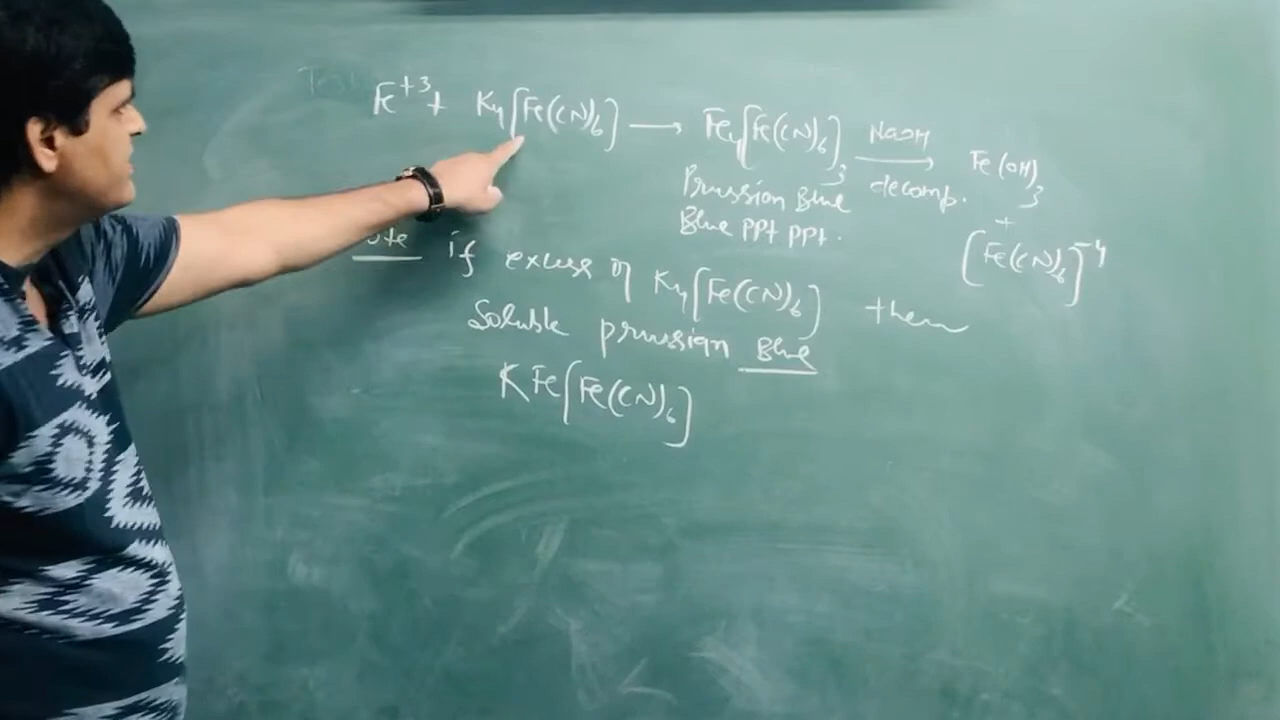 Fe+3 + K4[Fe(CN)6] → Fe4[Fe(CN)6]3 NaOH → decomp. Fe(OH)3
+
[Fe(CN)6]-4
Prussian Blue
Blue ppt ppt.
if excess of K4[Fe(CN)6] then
Soluble prussian Blue
KFe[Fe(CN)6]